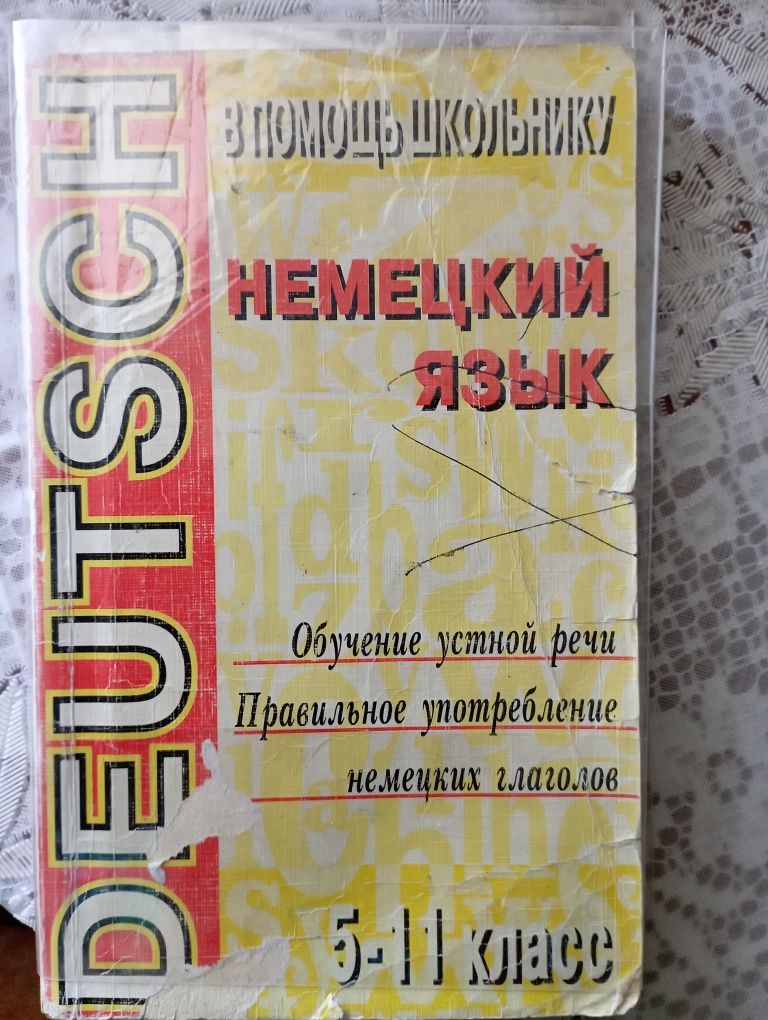 DEUTSCH
В ПОМОЩЬ ШКОЛЬНИКУ
НЕМЕЦКИЙ
ЯЗЫК
Обучение устной речи
Правильное употребление
немецких глаголов
5-11 класс